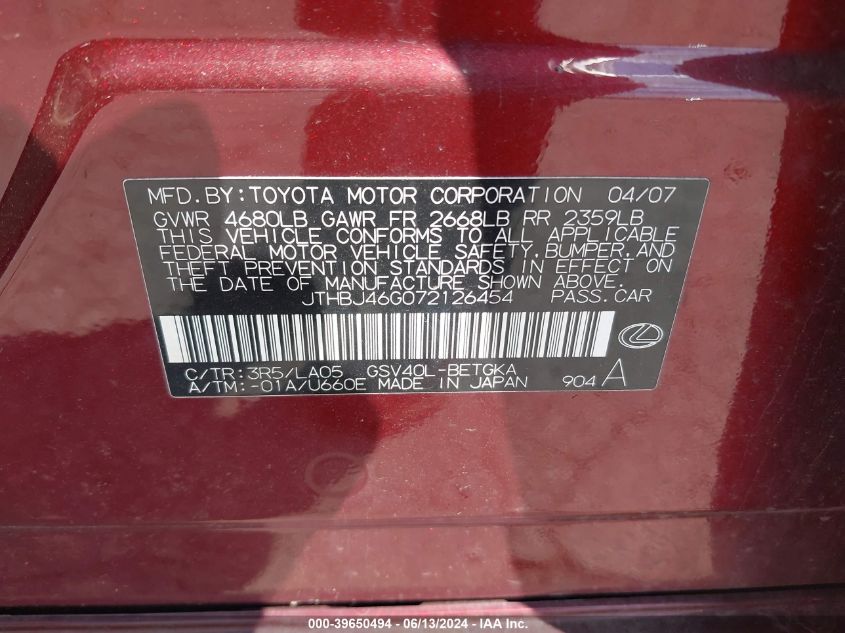 MFD.BY:TOYOTA MOTOR CORPORATION 04/07
GVWR 4680LB GAWR FR 2668LB RR 2359LB
THIS VEHICLE CONFORMS TO ALL APPLICABLE
FEDERAL MOTOR VEHICLE SAFETY,BUMPER,AND
THEFT PREVENTION STANDARDS IN EFFECT ON
THE DATE OF MANUFACTURE SHOWN ABOVE.
JTHBJ46G072126454 PASS.CAR
C/TR:3R5/LA05 GSV40L-BETGKA
A/TM:-01A/U660E MADE IN JAPAN 904 A
000-39650494 - 06/13/2024 - IAA Inc.